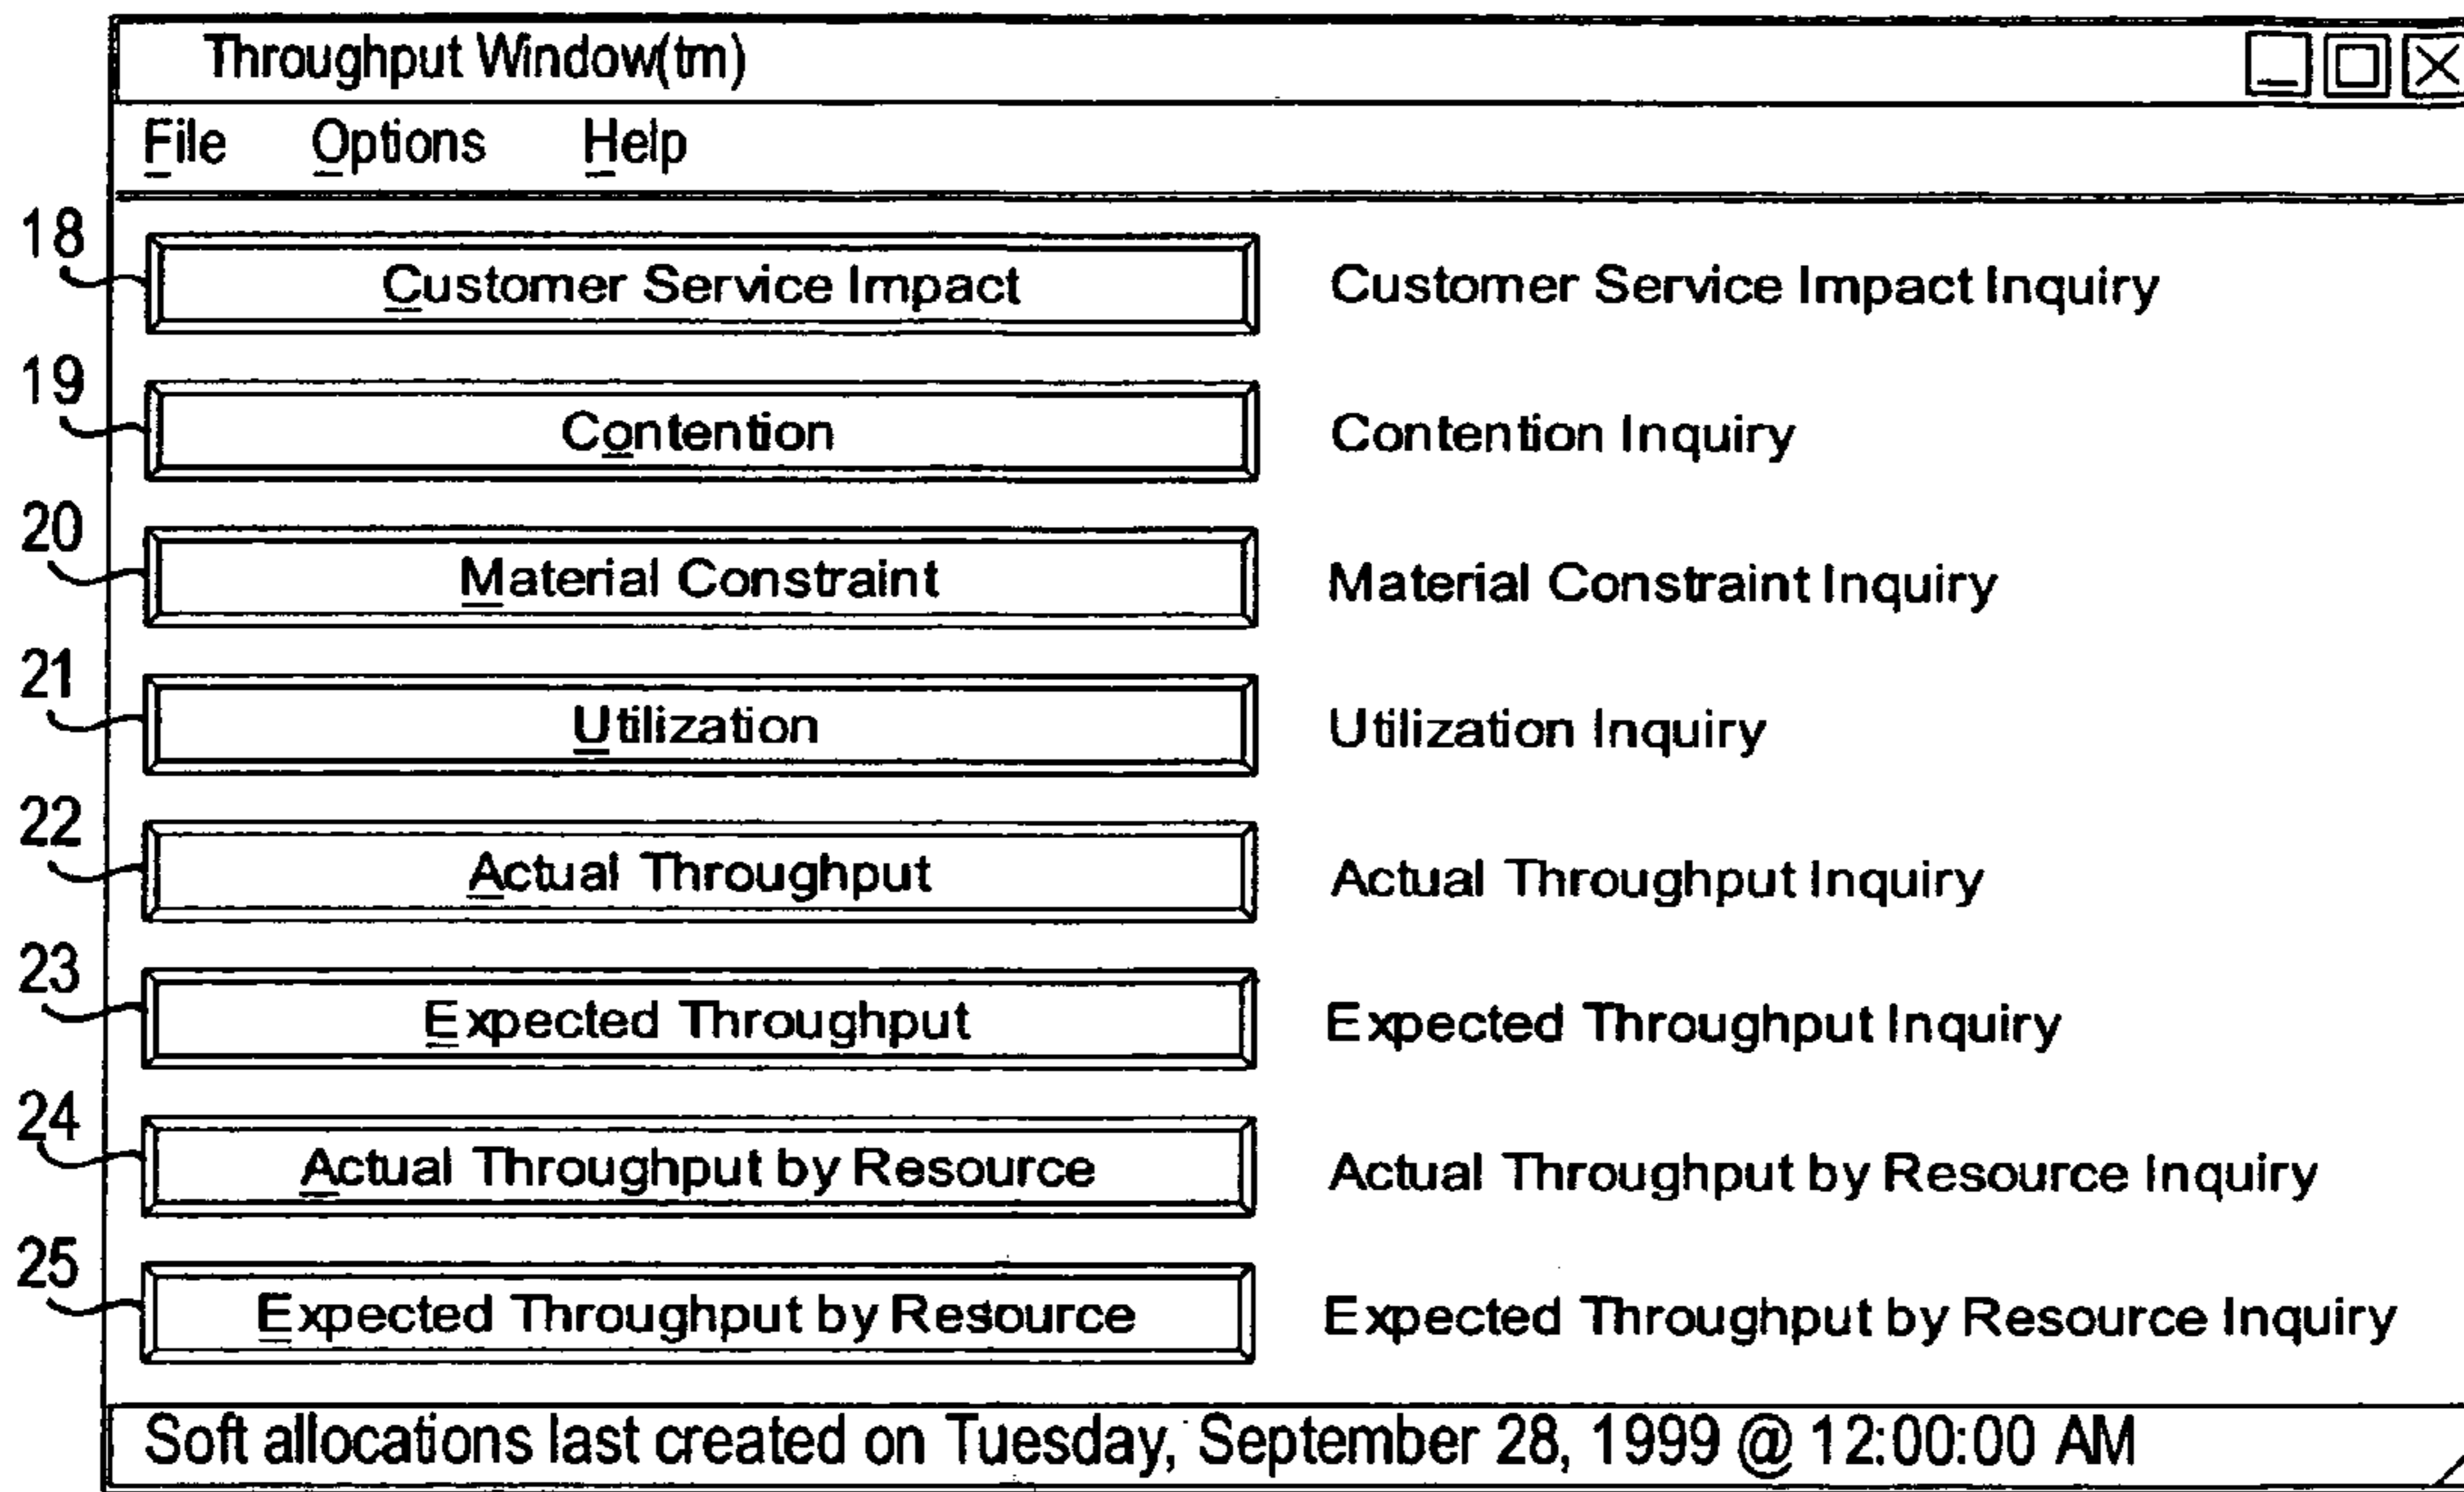 Throughput Window(tm)
File Options Help
18 Customer Service Impact Customer Service Impact Inquiry
19 Contention Contention Inquiry
20 Material Constraint Material Constraint Inquiry
21 Utilization Utilization Inquiry
22 Actual Throughput Actual Throughput Inquiry
23 Expected Throughput Expected Throughput Inquiry
24 Actual Throughput by Resource Actual Throughput by Resource Inquiry
25 Expected Throughput by Resource Expected Throughput by Resource Inquiry
Soft allocations last created on Tuesday, September 28, 1999 @ 12:00:00 AM